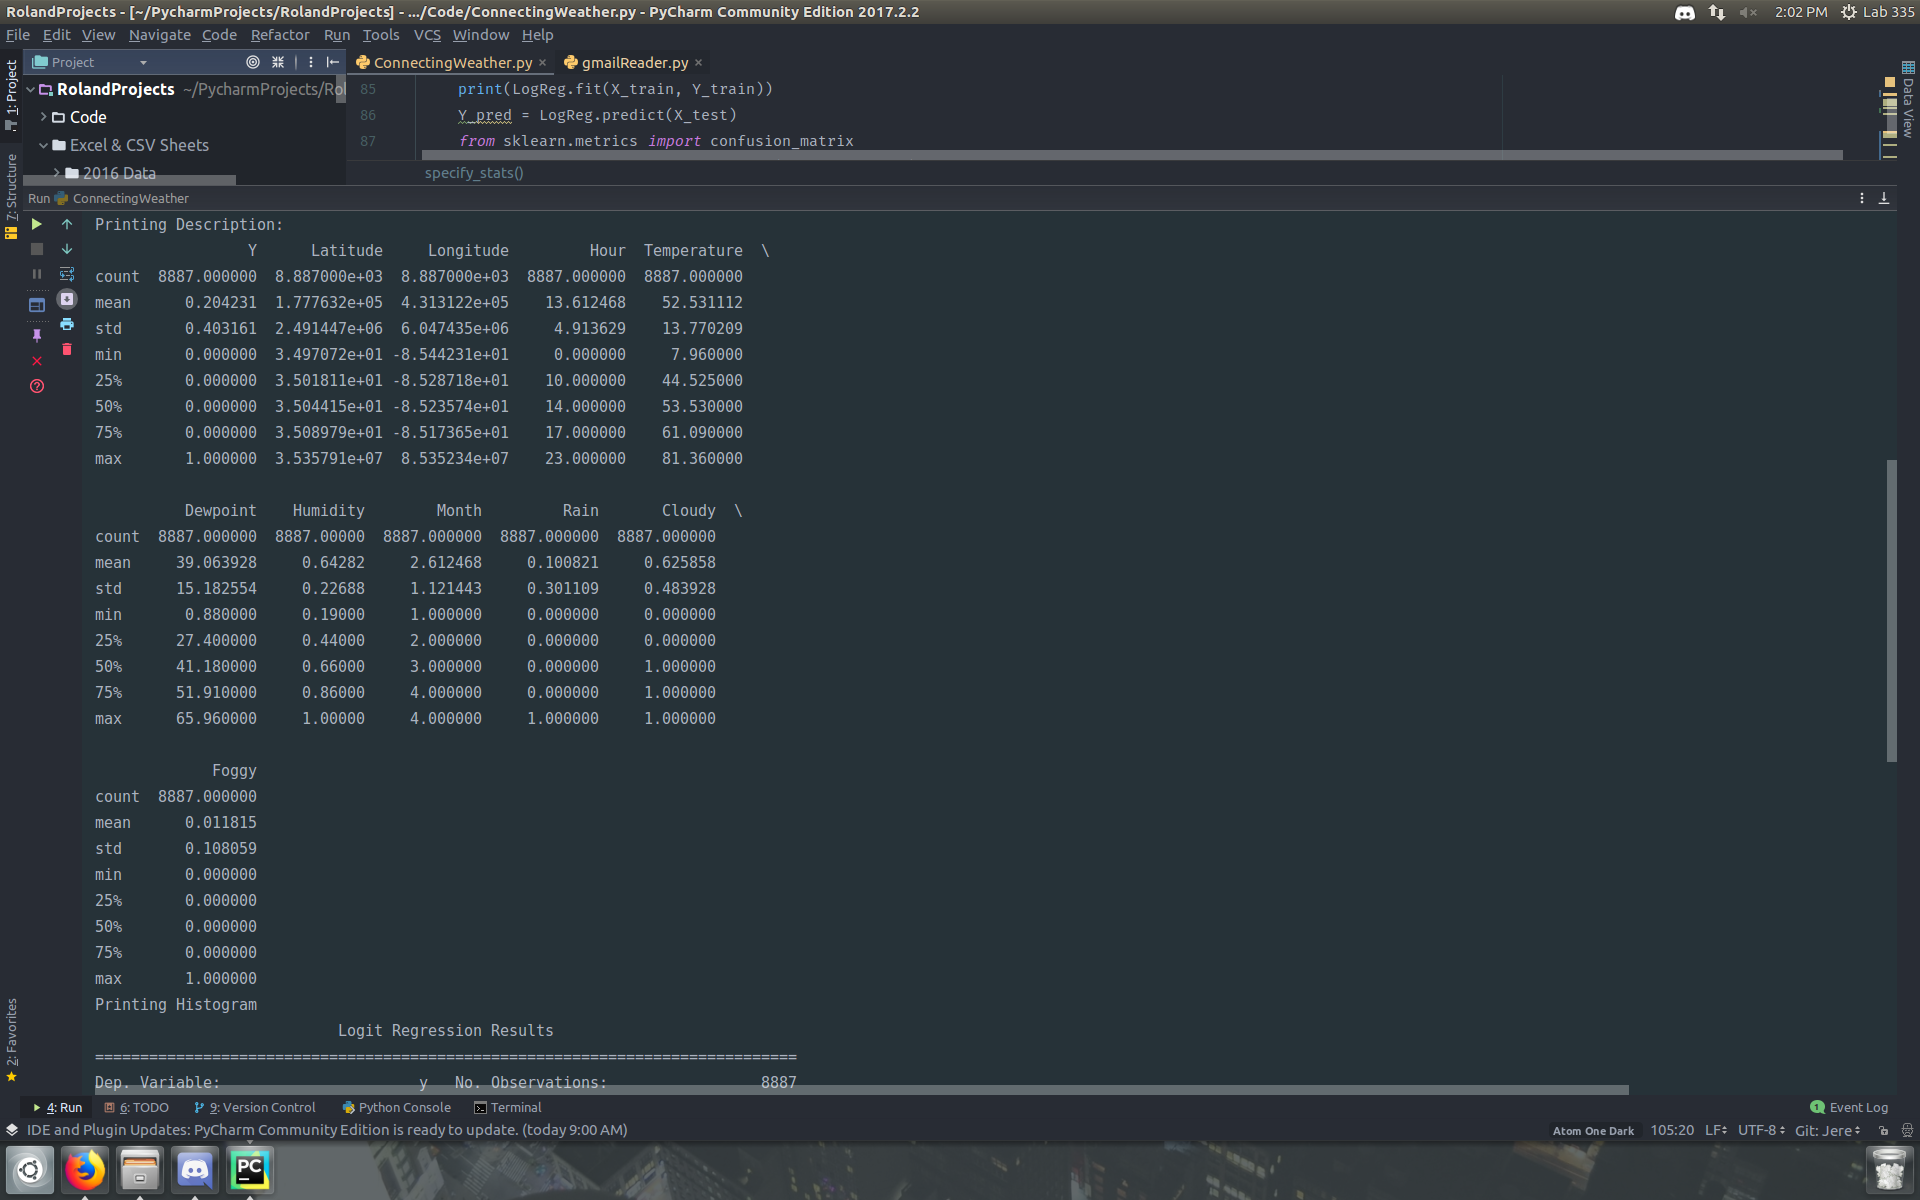 RolandProjects - [~/PycharmProjects/RolandProjects] - .../Code/ConnectingWeather.py - PyCharm Community Edition 2017.2.2
2:02 PM Lab 335
File Edit View Navigate Code Refactor Run Tools VCS Window Help
Project
ConnectingWeather.py × gmailReader.py ×
1: Project
7: Structure
2: Favorites
Data View
RolandProjects ~/PycharmProjects/Rol
Code
Excel & CSV Sheets
2016 Data
85 print(LogReg.fit(X_train, Y_train))
86 Y_pred = LogReg.predict(X_test)
87 from sklearn.metrics import confusion_matrix
specify_stats()
Run ConnectingWeather
Printing Description:
Y Latitude Longitude Hour Temperature \
count 8887.000000 8.887000e+03 8.887000e+03 8887.000000 8887.000000
mean 0.204231 1.777632e+05 4.313122e+05 13.612468 52.531112
std 0.403161 2.491447e+06 6.047435e+06 4.913629 13.770209
min 0.000000 3.497072e+01 -8.544231e+01 0.000000 7.960000
25% 0.000000 3.501811e+01 -8.528718e+01 10.000000 44.525000
50% 0.000000 3.504415e+01 -8.523574e+01 14.000000 53.530000
75% 0.000000 3.508979e+01 -8.517365e+01 17.000000 61.090000
max 1.000000 3.535791e+07 8.535234e+07 23.000000 81.360000
Dewpoint Humidity Month Rain Cloudy \
count 8887.000000 8887.00000 8887.000000 8887.000000 8887.000000
mean 39.063928 0.64282 2.612468 0.100821 0.625858
std 15.182554 0.22688 1.121443 0.301109 0.483928
min 0.880000 0.19000 1.000000 0.000000 0.000000
25% 27.400000 0.44000 2.000000 0.000000 0.000000
50% 41.180000 0.66000 3.000000 0.000000 1.000000
75% 51.910000 0.86000 4.000000 0.000000 1.000000
max 65.960000 1.00000 4.000000 1.000000 1.000000
Foggy
count 8887.000000
mean 0.011815
std 0.108059
min 0.000000
25% 0.000000
50% 0.000000
75% 0.000000
max 1.000000
Printing Histogram
Logit Regression Results
==============================================================================
Dep. Variable: y No. Observations: 8887
4: Run 6: TODO 9: Version Control Python Console Terminal 1 Event Log
IDE and Plugin Updates: PyCharm Community Edition is ready to update. (today 9:00 AM) Atom One Dark 105:20 LF UTF-8 Git: Jere
PC